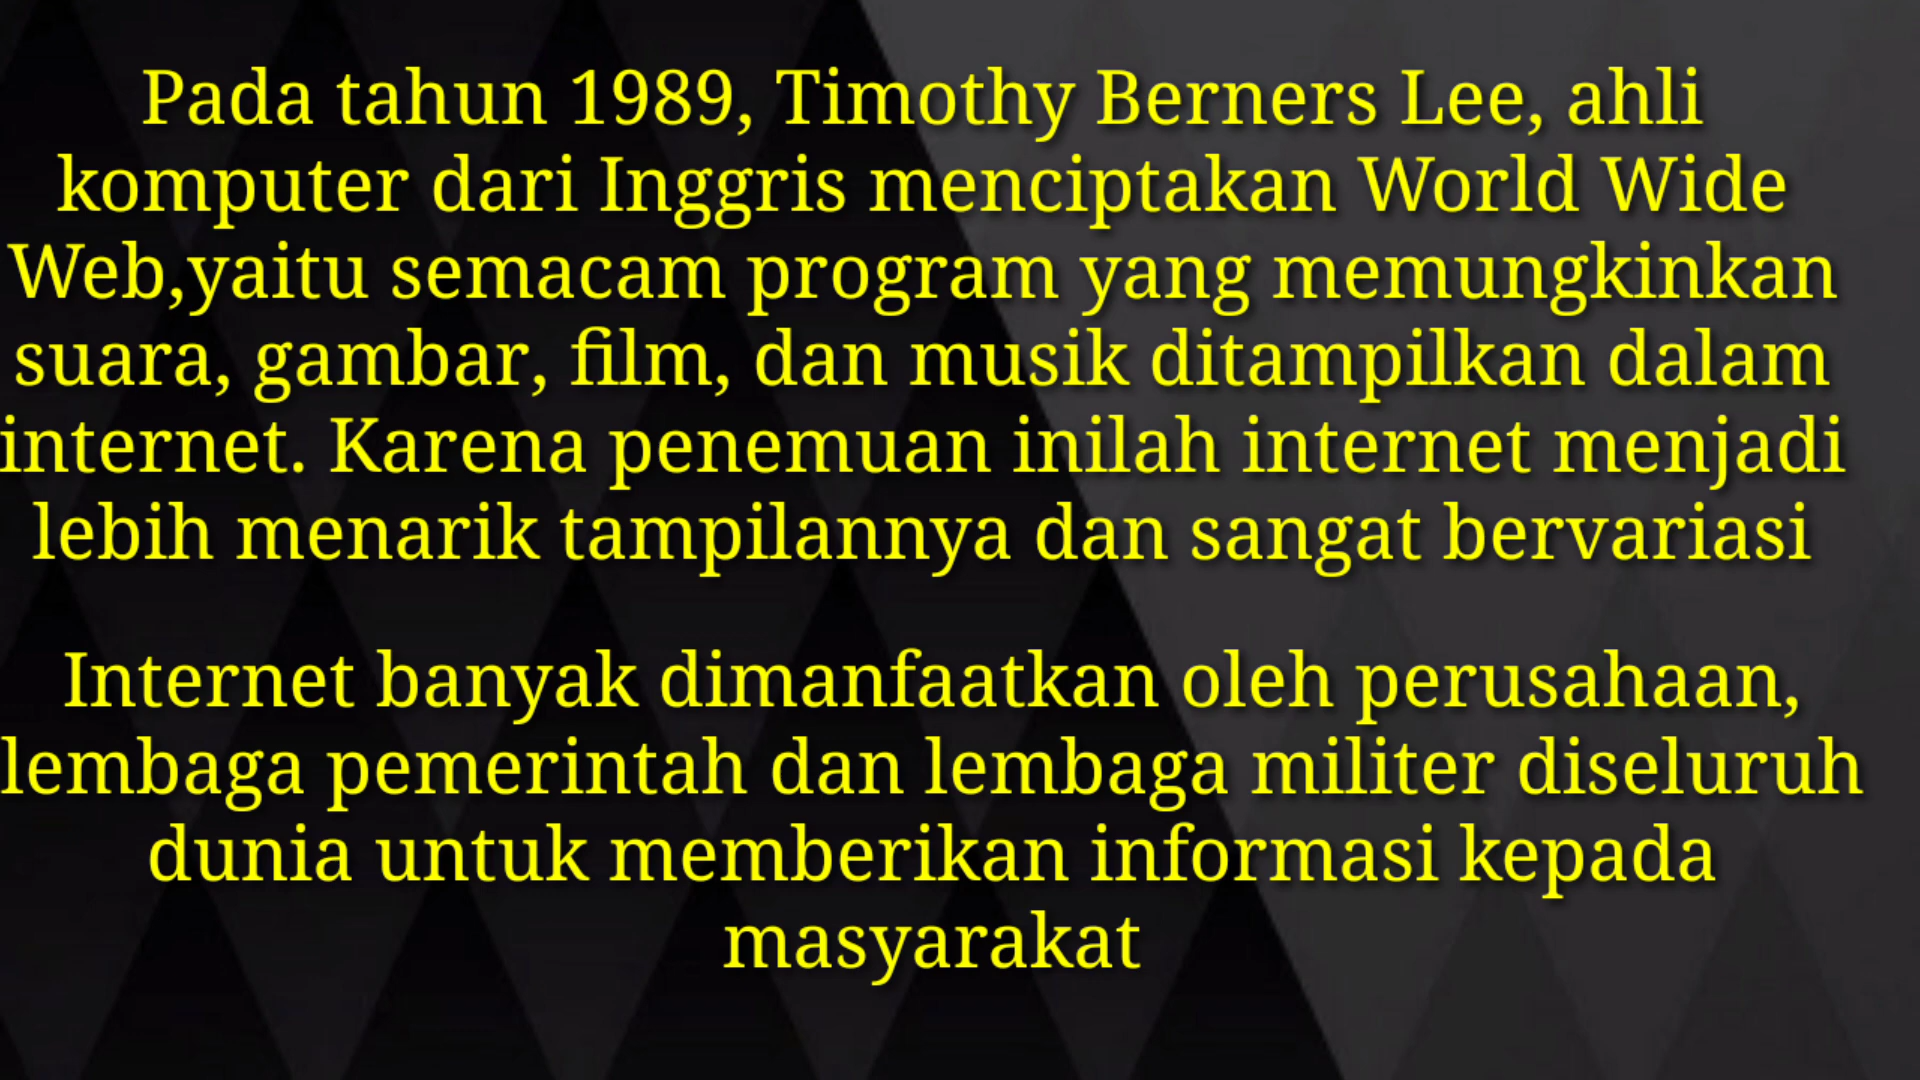 Pada tahun 1989, Timothy Berners Lee, ahli
komputer dari Inggris menciptakan World Wide
Web,yaitu semacam program yang memungkinkan
suara, gambar, film, dan musik ditampilkan dalam
internet. Karena penemuan inilah internet menjadi
lebih menarik tampilannya dan sangat bervariasi
Internet banyak dimanfaatkan oleh perusahaan,
lembaga pemerintah dan lembaga militer diseluruh
dunia untuk memberikan informasi kepada
masyarakat